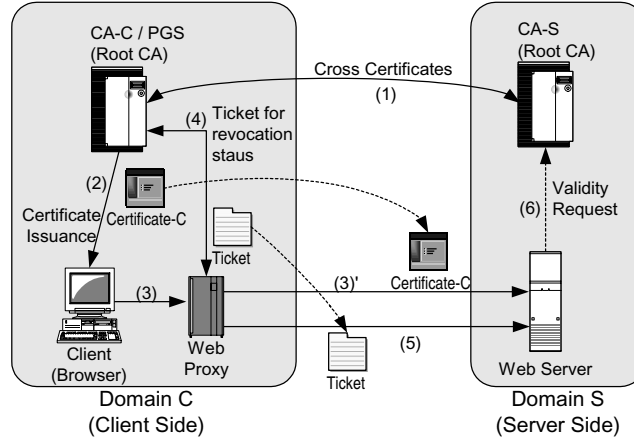 CA-C / PGS
(Root CA)
CA-S
(Root CA)
Cross Certificates
(1)
(4)
Ticket for
revocation
staus
(2)
Certificate
Issuance
Certificate-C
(6)
Validity
Request
Ticket
Certificate-C
(3)
(3)'
(5)
Client
(Browser)
Web
Proxy
Ticket
Web Server
Domain C
(Client Side)
Domain S
(Server Side)